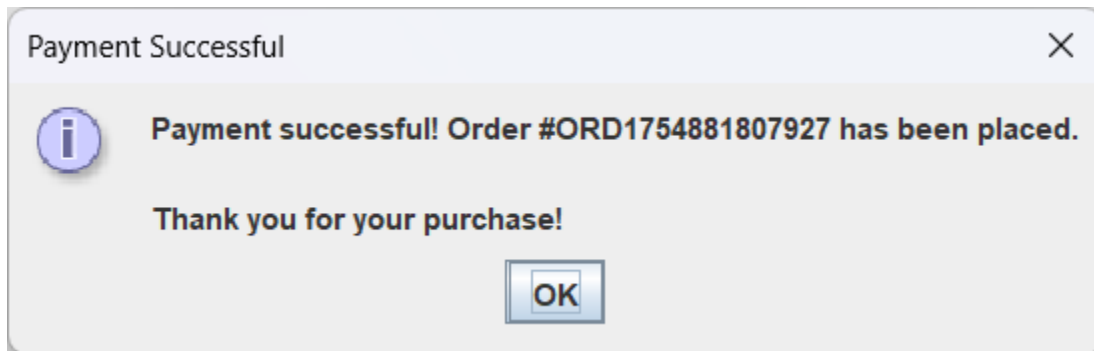 Payment Successful
Payment successful! Order #ORD1754881807927 has been placed.
Thank you for your purchase!
OK